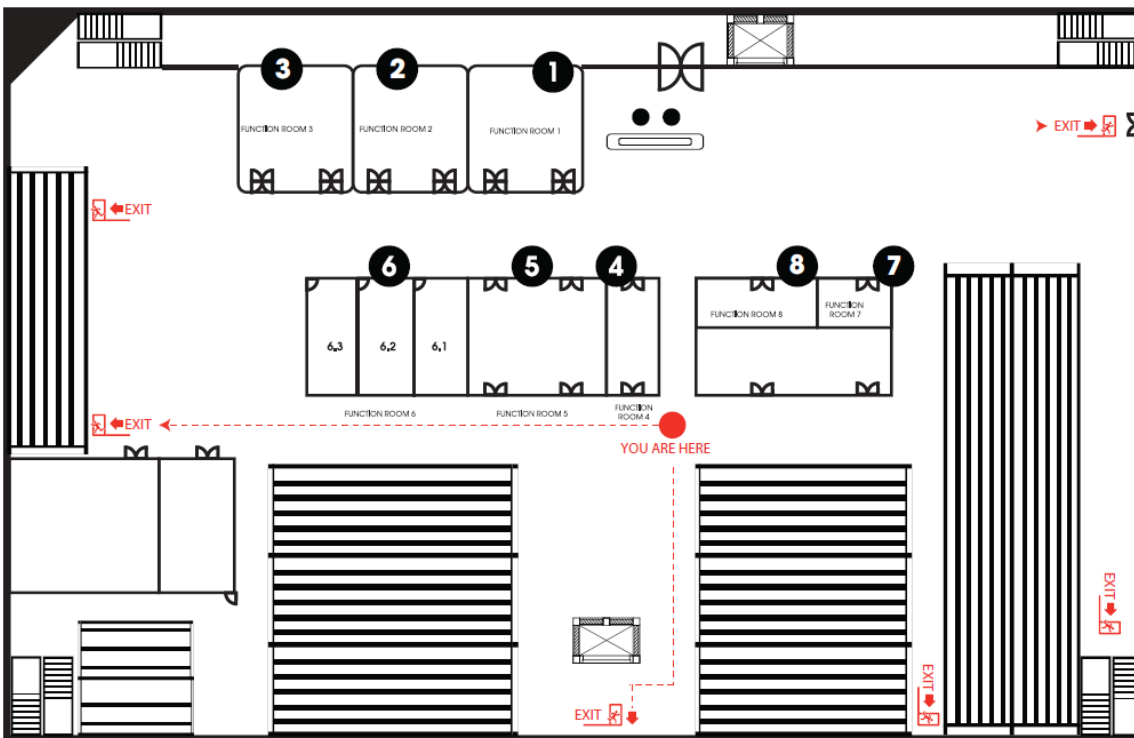 3
2
1
FUNCTION ROOM 3
FUNCTION ROOM 2
FUNCTION ROOM 1
EXIT
EXIT
6
5
4
8
7
FUNCTION ROOM 8
FUNCTION
ROOM 7
6.3
6.2
6.1
FUNCTION ROOM 6
FUNCTION ROOM 5
FUNCTION
ROOM 4
EXIT
YOU ARE HERE
EXIT
EXIT
EXIT